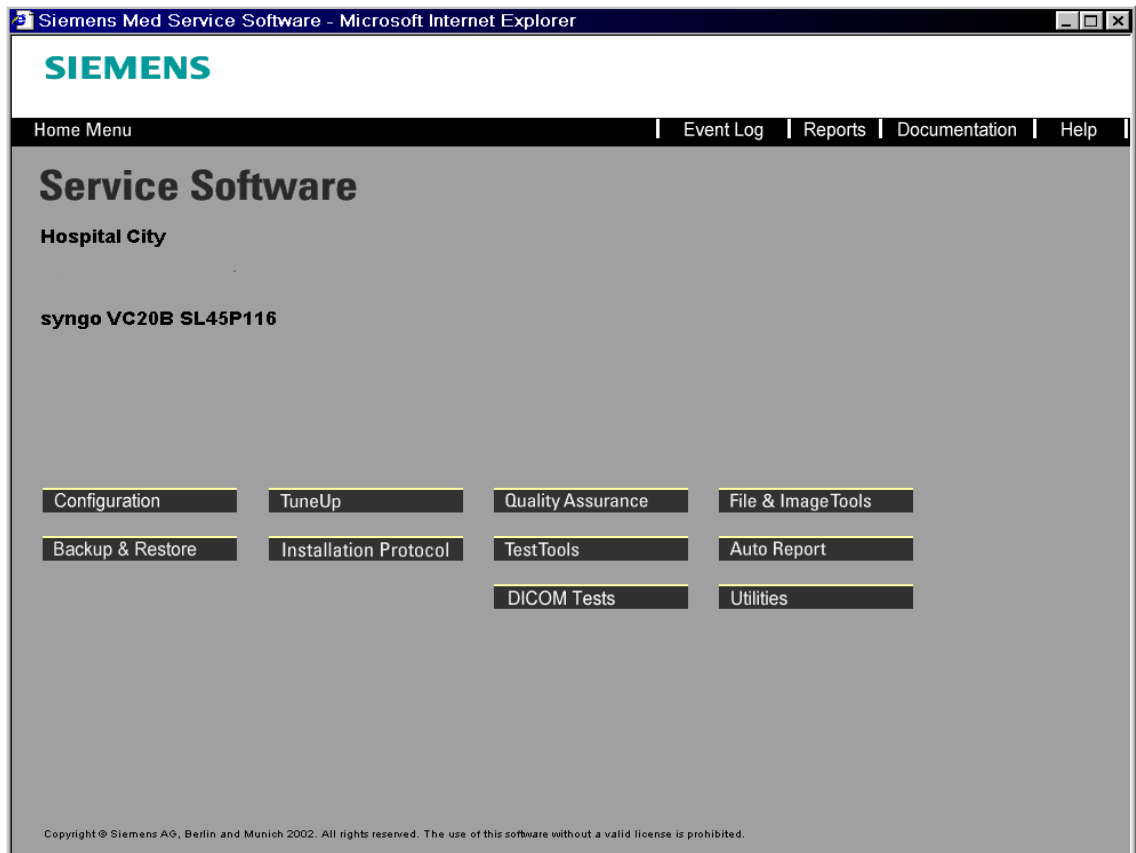 Siemens Med Service Software - Microsoft Internet Explorer
SIEMENS
Home Menu Event Log Reports Documentation Help
Service Software
Hospital City
syngo VC20B SL45P116
Configuration TuneUp Quality Assurance File & Image Tools
Backup & Restore Installation Protocol Test Tools Auto Report
DICOM Tests Utilities
Copyright © Siemens AG, Berlin and Munich 2002. All rights reserved. The use of this software without a valid license is prohibited.